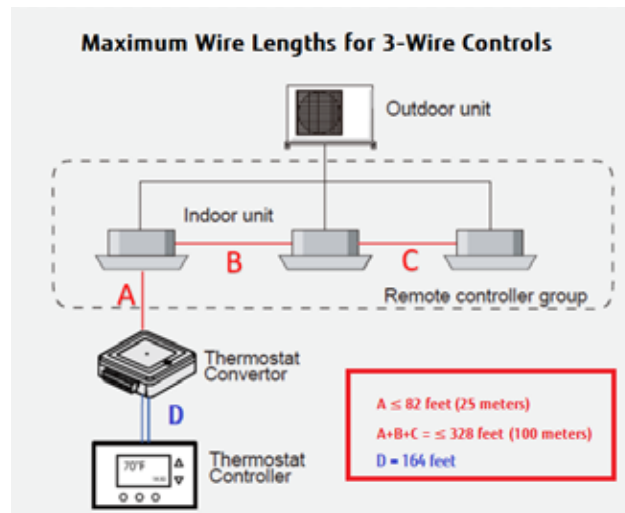 Maximum Wire Lengths for 3-Wire Controls
Outdoor unit
Indoor unit
B
C
A
Remote controller group
Thermostat
Convertor
D
A ≤ 82 feet (25 meters)
A+B+C = ≤ 328 feet (100 meters)
D = 164 feet
70°F
Thermostat
Controller